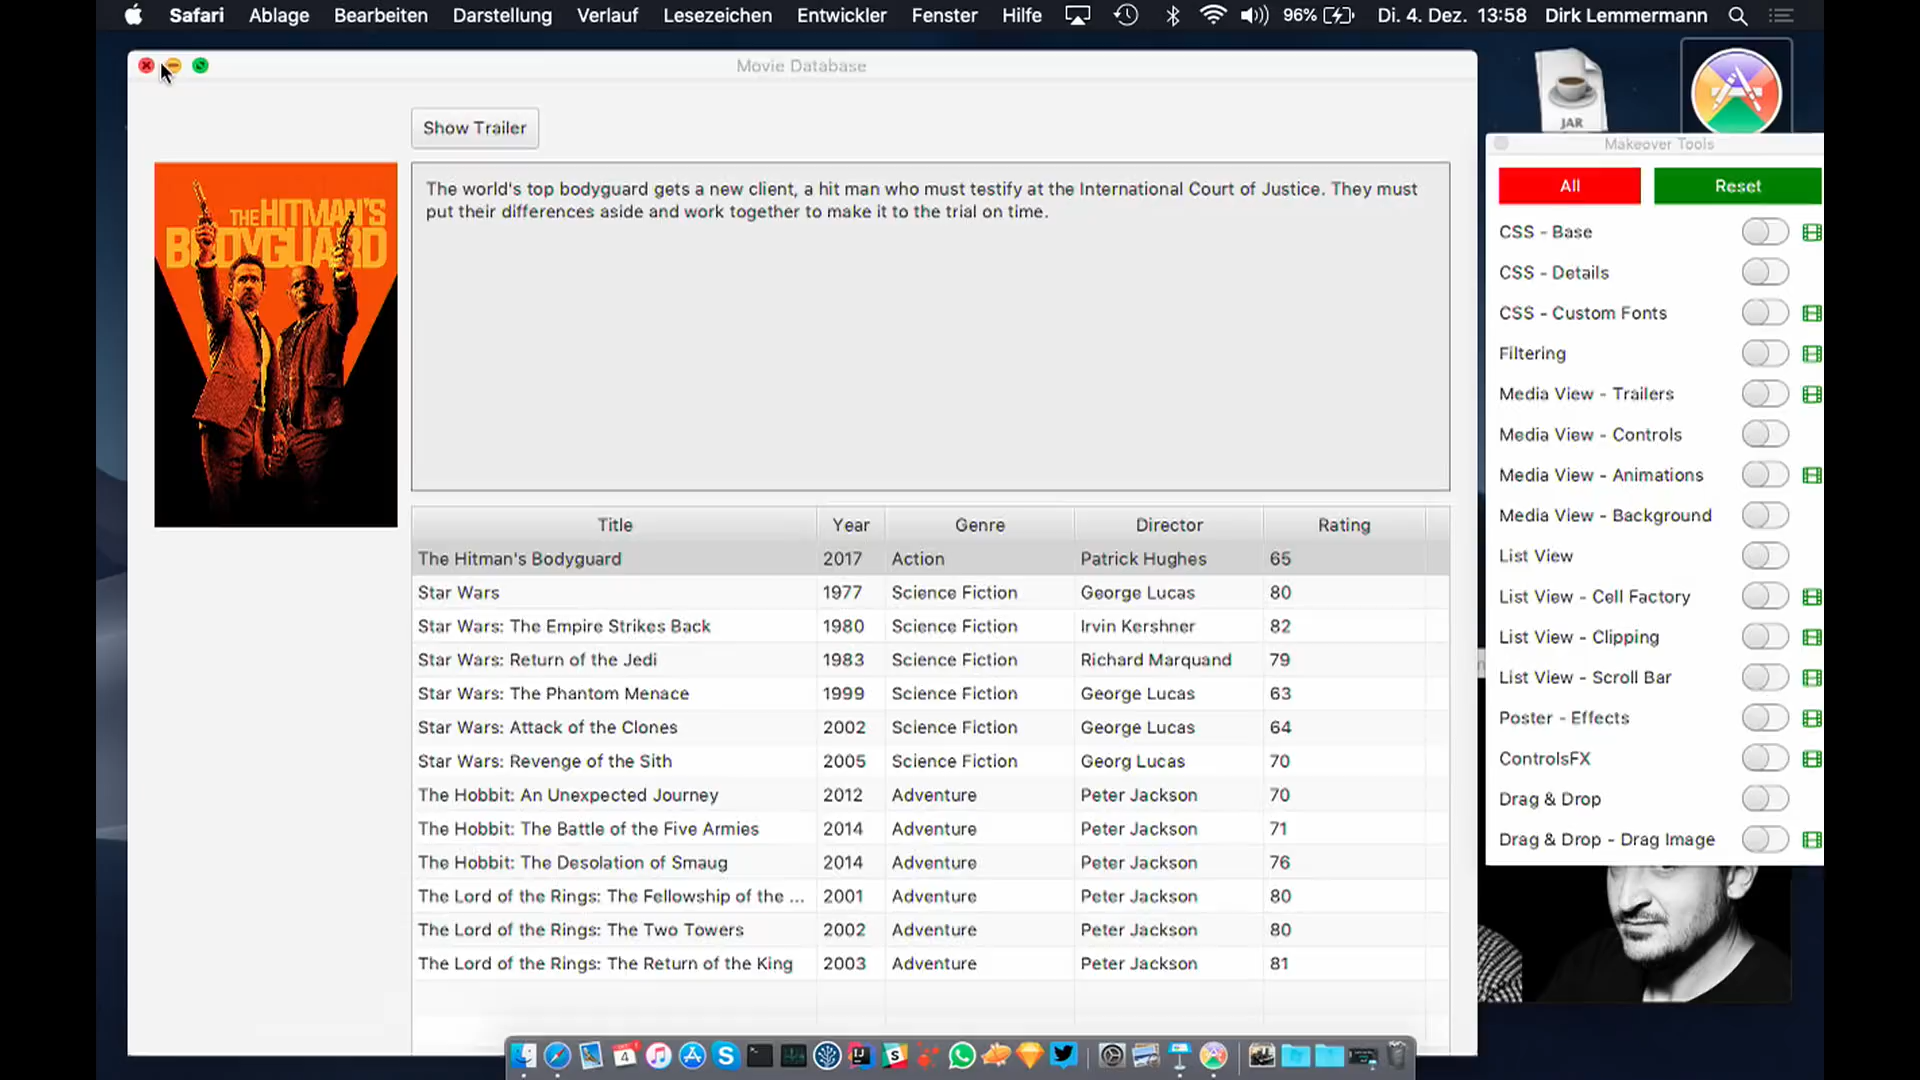 Safari Ablage Bearbeiten Darstellung Verlauf Lesezeichen Entwickler Fenster Hilfe 96% Di. 4. Dez. 13:58 Dirk Lemmermann
Movie Database
JAR
Makeover Tools
Show Trailer
All Reset
THE HITMAN'S
BODYGUARD
The world's top bodyguard gets a new client, a hit man who must testify at the International Court of Justice. They must
put their differences aside and work together to make it to the trial on time.
Title Year Genre Director Rating
The Hitman's Bodyguard 2017 Action Patrick Hughes 65
Star Wars 1977 Science Fiction George Lucas 80
Star Wars: The Empire Strikes Back 1980 Science Fiction Irvin Kershner 82
Star Wars: Return of the Jedi 1983 Science Fiction Richard Marquand 79
Star Wars: The Phantom Menace 1999 Science Fiction George Lucas 63
Star Wars: Attack of the Clones 2002 Science Fiction George Lucas 64
Star Wars: Revenge of the Sith 2005 Science Fiction Georg Lucas 70
The Hobbit: An Unexpected Journey 2012 Adventure Peter Jackson 70
The Hobbit: The Battle of the Five Armies 2014 Adventure Peter Jackson 71
The Hobbit: The Desolation of Smaug 2014 Adventure Peter Jackson 76
The Lord of the Rings: The Fellowship of the ... 2001 Adventure Peter Jackson 80
The Lord of the Rings: The Two Towers 2002 Adventure Peter Jackson 80
The Lord of the Rings: The Return of the King 2003 Adventure Peter Jackson 81
CSS - Base
CSS - Details
CSS - Custom Fonts
Filtering
Media View - Trailers
Media View - Controls
Media View - Animations
Media View - Background
List View
List View - Cell Factory
List View - Clipping
List View - Scroll Bar
Poster - Effects
ControlsFX
Drag & Drop
Drag & Drop - Drag Image
4